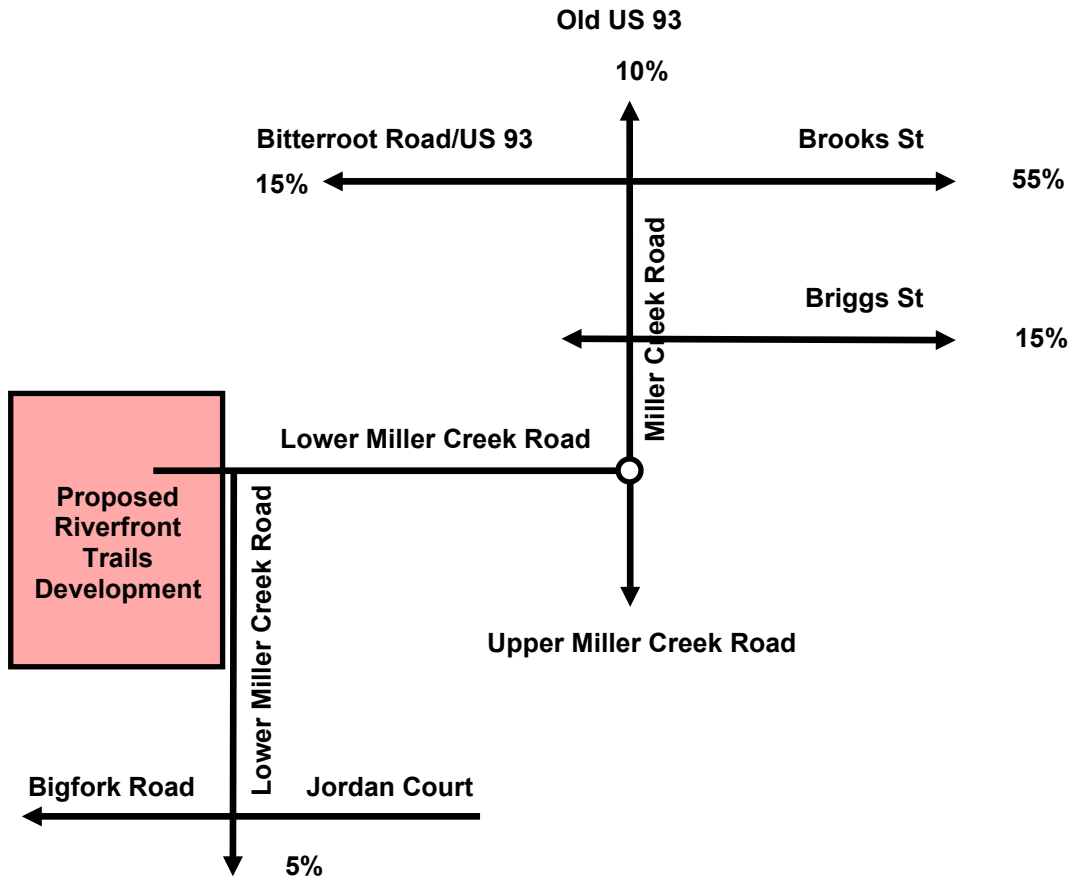 Old US 93
10%
Bitterroot Road/US 93
Brooks St
15%
55%
Miller Creek Road
Briggs St
15%
Lower Miller Creek Road
Proposed
Riverfront
Trails
Development
Lower Miller Creek Road
Upper Miller Creek Road
Bigfork Road
Jordan Court
5%